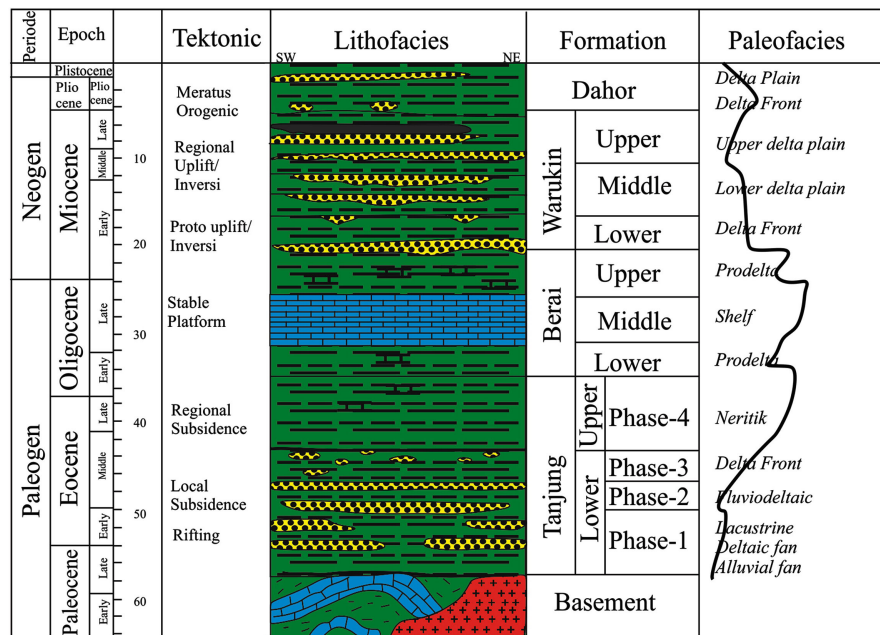 Periode
Epoch
Tektonic
Lithofacies
SW
NE
Formation
Paleofacies
Neogen
Paleogen
Plistocene
Plio
cene
Plio
cene
Miocene
Late
Middle
Early
Oligocene
Late
Early
Eocene
Late
Middle
Early
Paleocene
Late
Early
10
20
30
40
50
60
Meratus
Orogenic
Regional
Uplift/
Inversi
Proto uplift/
Inversi
Stable
Platform
Regional
Subsidence
Local
Subsidence
Rifting
Dahor
Warukin
Upper
Middle
Lower
Berai
Upper
Middle
Lower
Tanjung
Upper
Phase-4
Lower
Phase-3
Phase-2
Phase-1
Basement
Delta Plain
Delta Front
Upper delta plain
Lower delta plain
Delta Front
Prodelta
Shelf
Prodelta
Neritik
Delta Front
Fluviodeltaic
Lacustrine
Deltaic fan
Alluvial fan